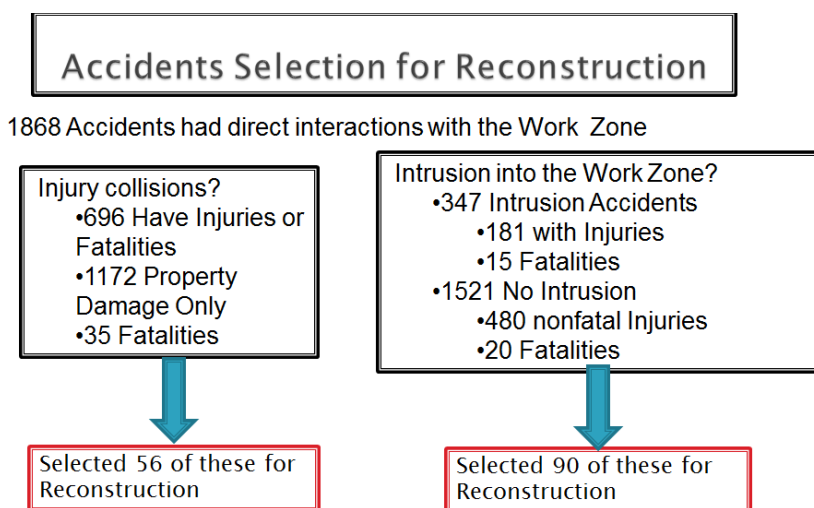 Accidents Selection for Reconstruction
1868 Accidents had direct interactions with the Work Zone
Injury collisions?
•696 Have Injuries or
Fatalities
•1172 Property
Damage Only
•35 Fatalities
Intrusion into the Work Zone?
•347 Intrusion Accidents
•181 with Injuries
•15 Fatalities
•1521 No Intrusion
•480 nonfatal Injuries
•20 Fatalities
Selected 56 of these for
Reconstruction
Selected 90 of these for
Reconstruction